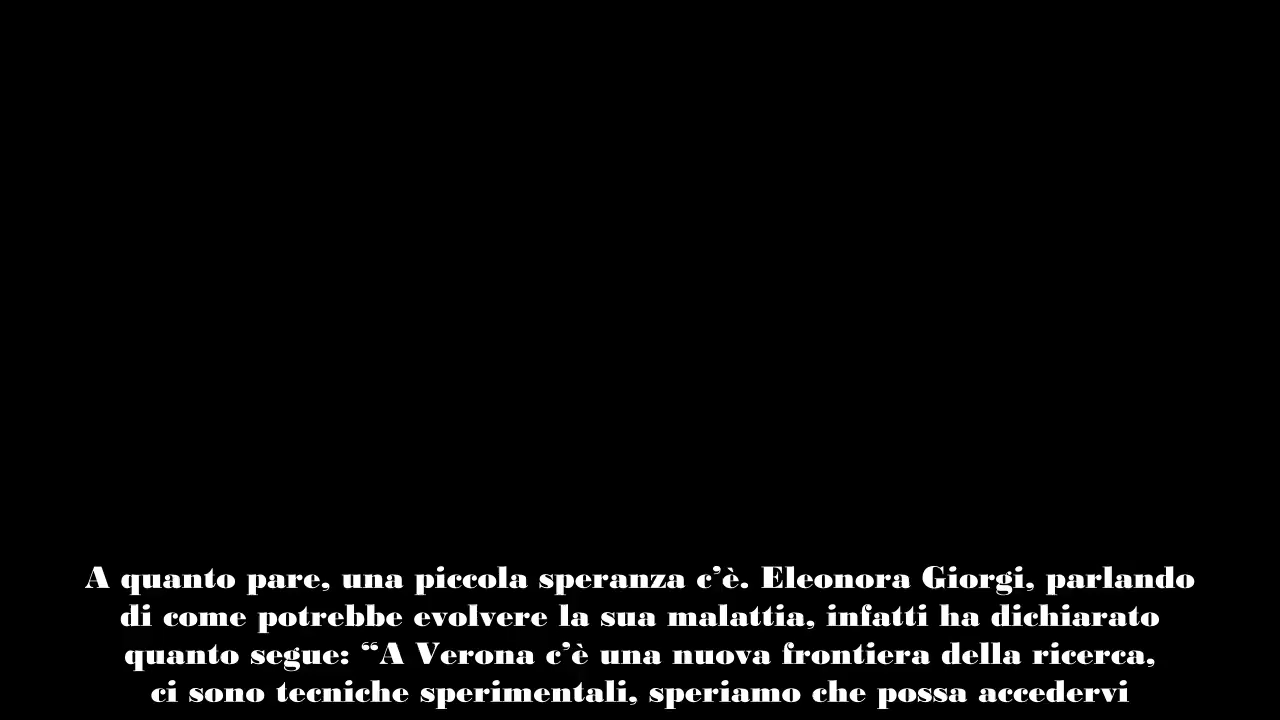 A quanto pare, una piccola speranza c’è. Eleonora Giorgi, parlando
di come potrebbe evolvere la sua malattia, infatti ha dichiarato
quanto segue: “A Verona c’è una nuova frontiera della ricerca,
ci sono tecniche sperimentali, speriamo che possa accedervi